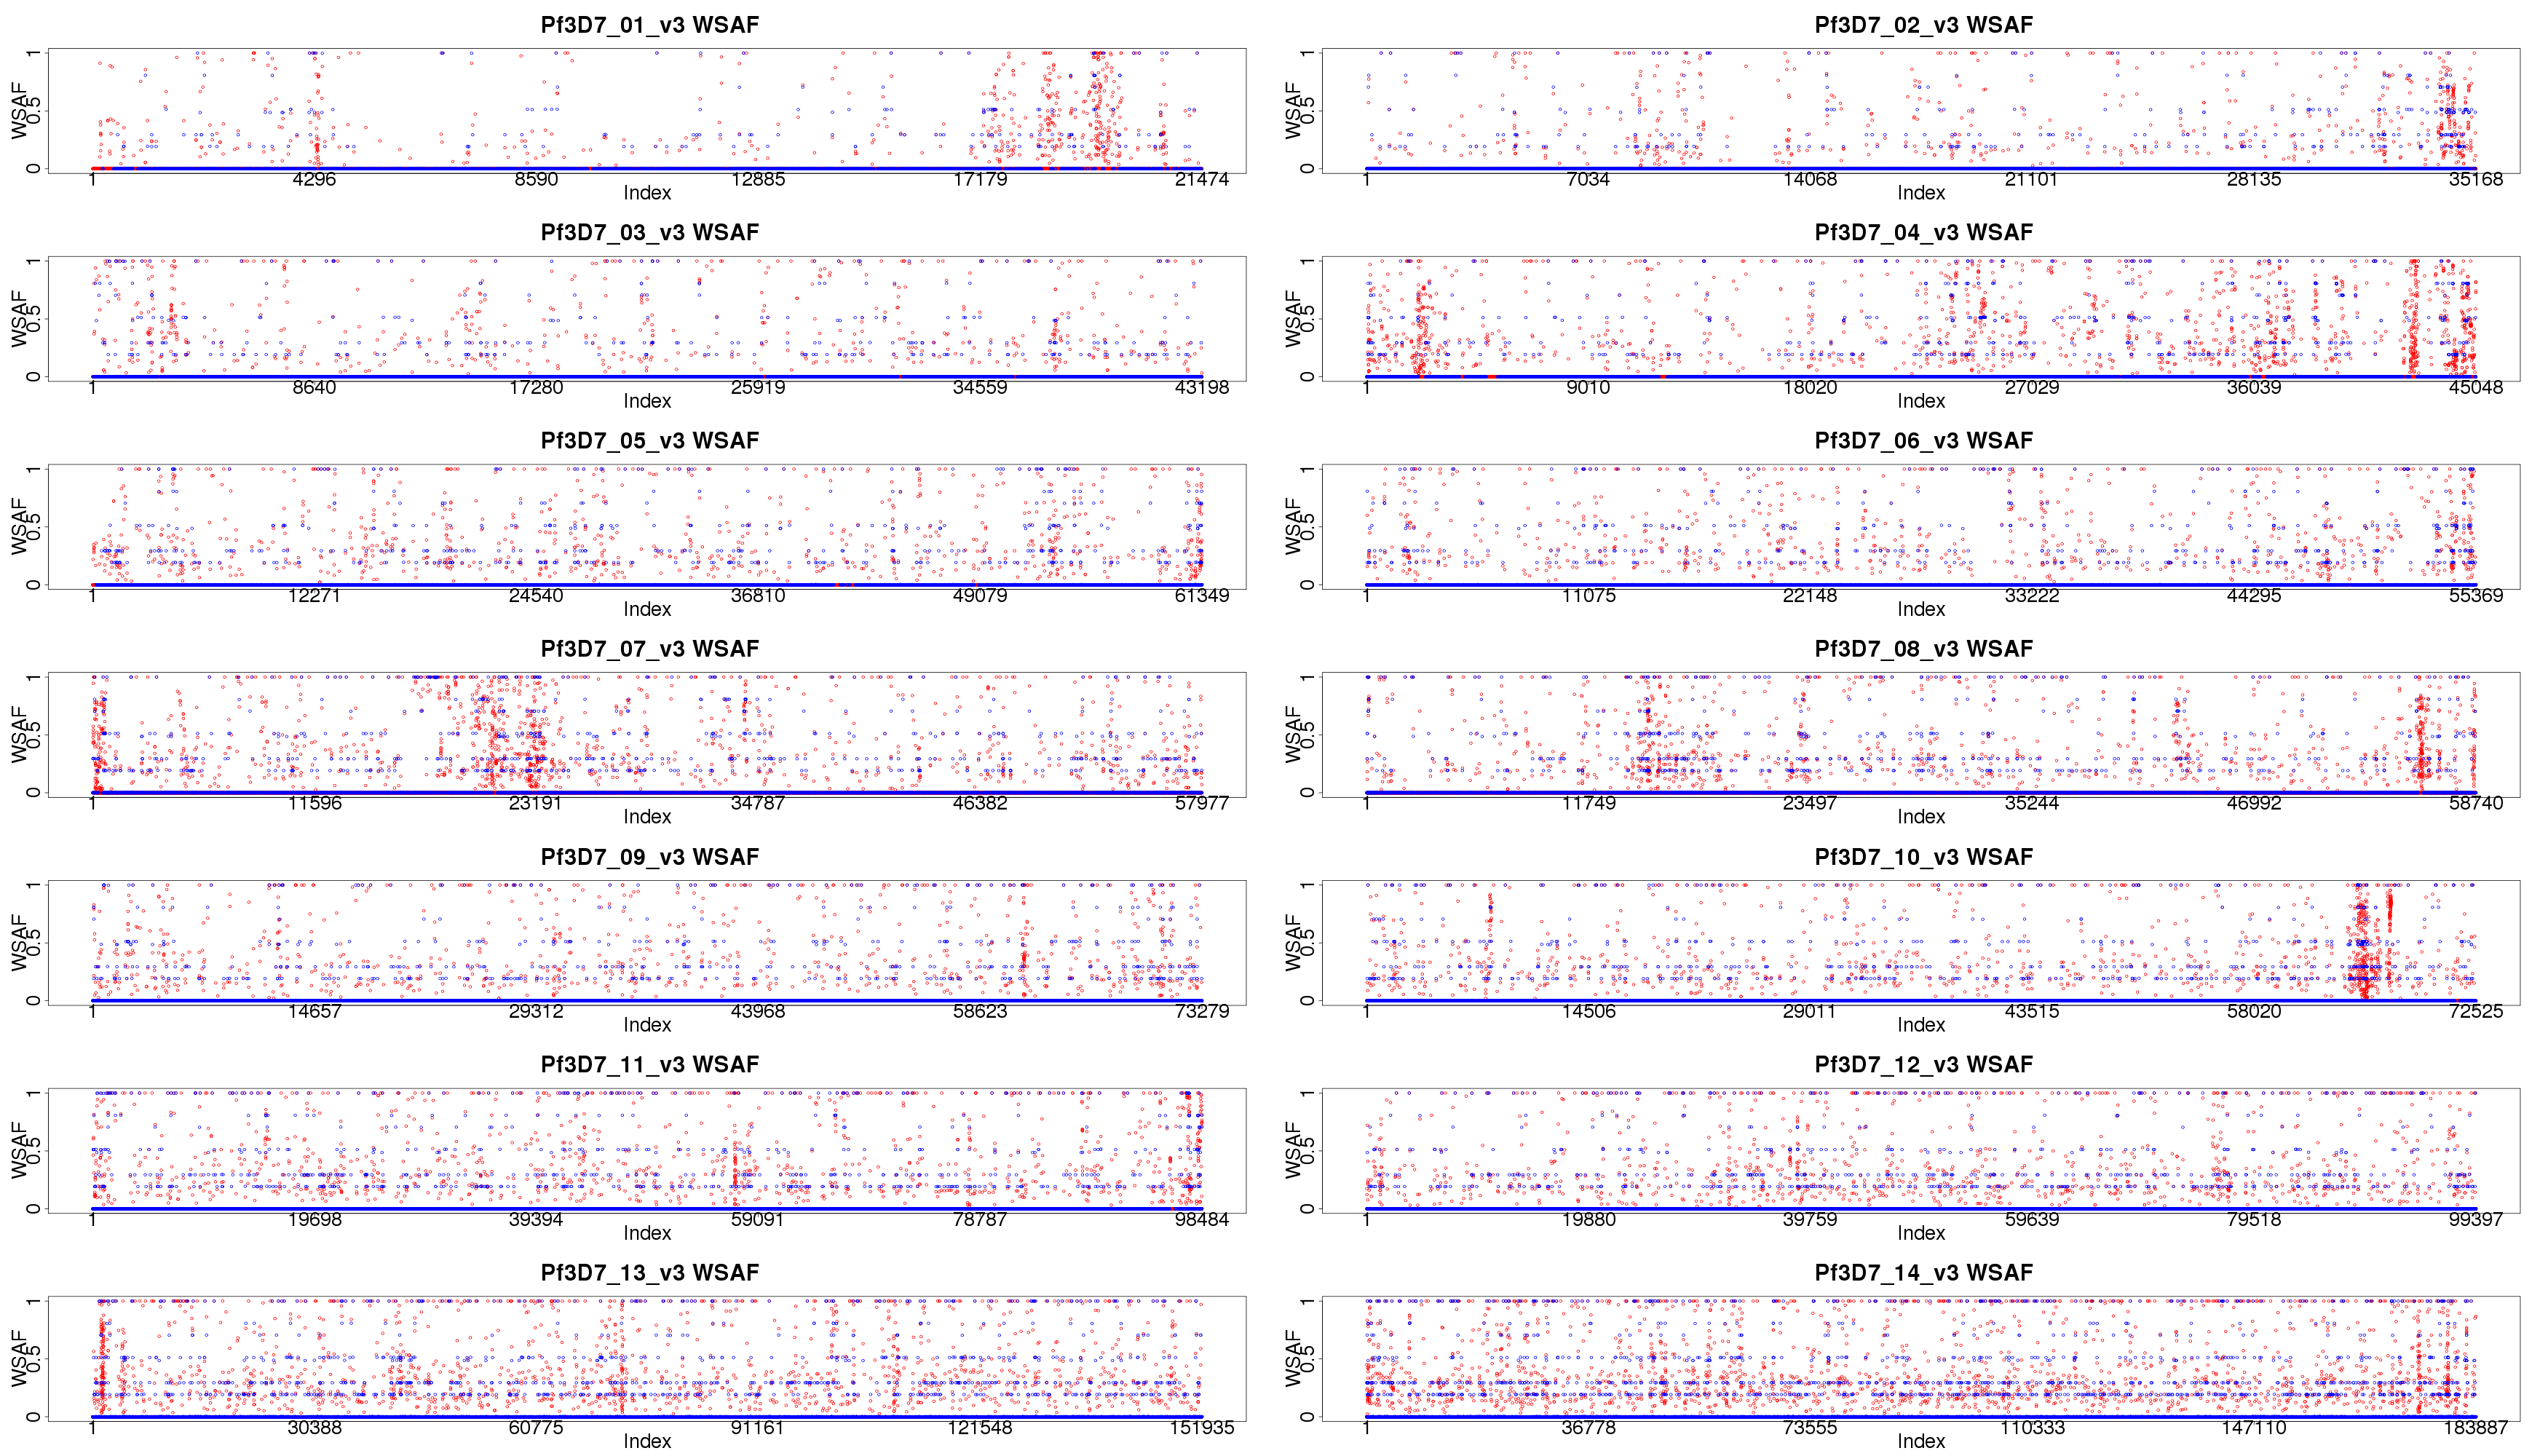 Pf3D7_01_v3 WSAF
WSAF
0 0.5 1
1 4296 8590 12885 17179 21474
Index
Pf3D7_02_v3 WSAF
WSAF
0 0.5 1
1 7034 14068 21101 28135 35168
Index
Pf3D7_03_v3 WSAF
WSAF
0 0.5 1
1 8640 17280 25919 34559 43198
Index
Pf3D7_04_v3 WSAF
WSAF
0 0.5 1
1 9010 18020 27029 36039 45048
Index
Pf3D7_05_v3 WSAF
WSAF
0 0.5 1
1 12271 24540 36810 49079 61349
Index
Pf3D7_06_v3 WSAF
WSAF
0 0.5 1
1 11075 22148 33222 44295 55369
Index
Pf3D7_07_v3 WSAF
WSAF
0 0.5 1
1 11596 23191 34787 46382 57977
Index
Pf3D7_08_v3 WSAF
WSAF
0 0.5 1
1 11749 23497 35244 46992 58740
Index
Pf3D7_09_v3 WSAF
WSAF
0 0.5 1
1 14657 29312 43968 58623 73279
Index
Pf3D7_10_v3 WSAF
WSAF
0 0.5 1
1 14506 29011 43515 58020 72525
Index
Pf3D7_11_v3 WSAF
WSAF
0 0.5 1
1 19698 39394 59091 78787 98484
Index
Pf3D7_12_v3 WSAF
WSAF
0 0.5 1
1 19880 39759 59639 79518 99397
Index
Pf3D7_13_v3 WSAF
WSAF
0 0.5 1
1 30388 60775 91161 121548 151935
Index
Pf3D7_14_v3 WSAF
WSAF
0 0.5 1
1 36778 73555 110333 147110 183887
Index